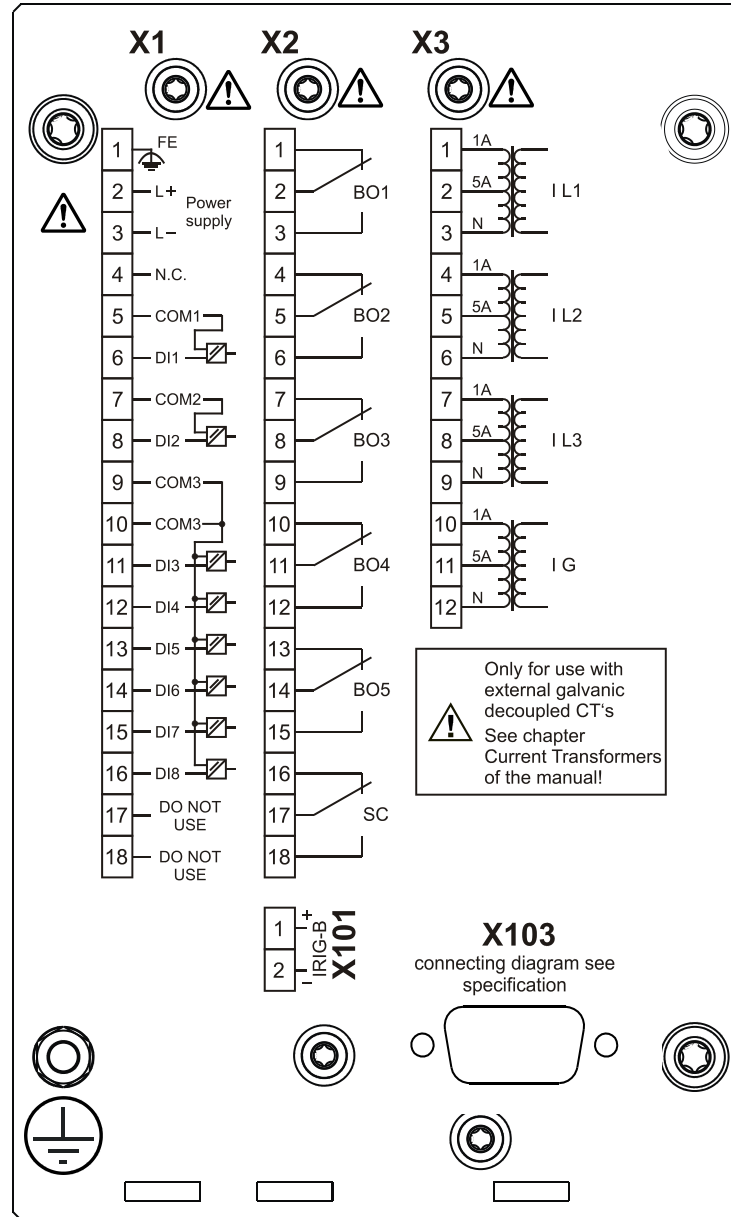 X1 X2 X3
1 FE
2 L+
Power
supply
3 L−
4 N.C.
5 COM1
6 DI1
7 COM2
8 DI2
9 COM3
10 COM3
11 DI3
12 DI4
13 DI5
14 DI6
15 DI7
16 DI8
17 DO NOT
USE
18 DO NOT
USE
1
2 BO1
3
4
5 BO2
6
7
8 BO3
9
10
11 BO4
12
13
14 BO5
15
16
17 SC
18
1 1A
2 5A I L1
3 N
4 1A
5 5A I L2
6 N
7 1A
8 5A I L3
9 N
10 1A
11 5A I G
12 N
Only for use with
external galvanic
decoupled CT‘s
See chapter
Current Transformers
of the manual!
1 +
2 −
IRIG-B
X101
X103
connecting diagram see
specification